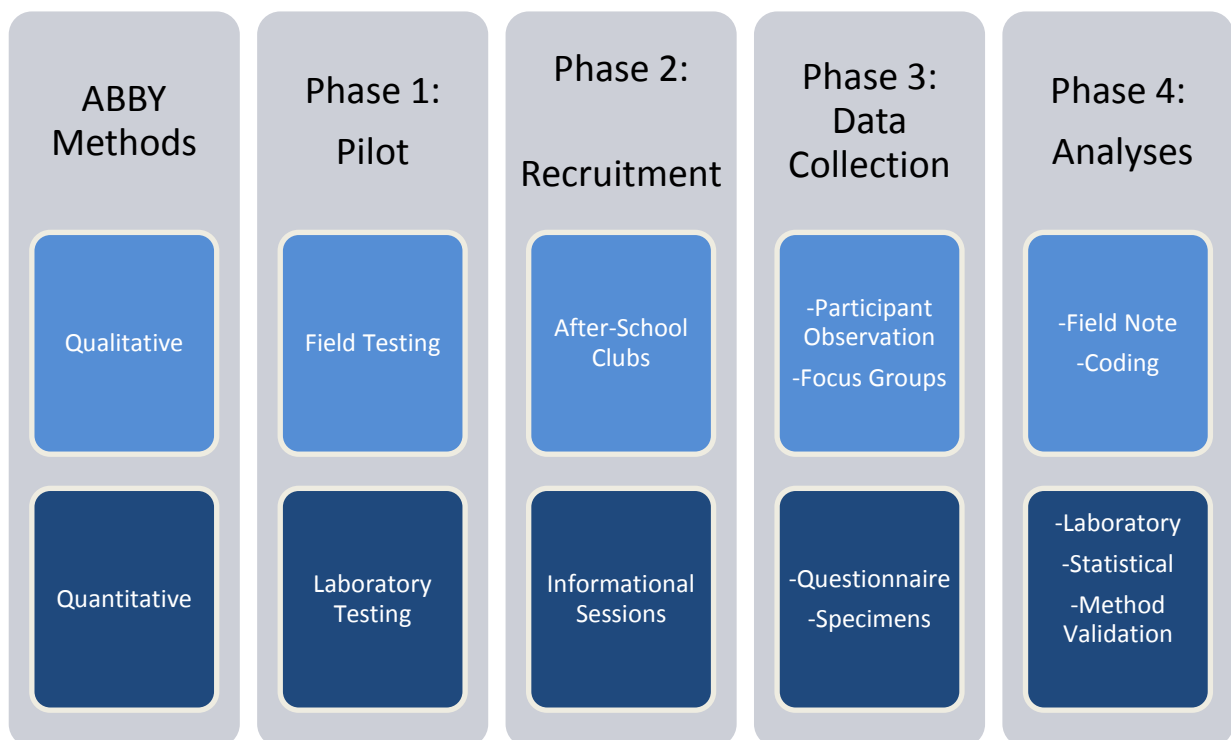 ABBY
Methods
Qualitative
Quantitative
Phase 1:
Pilot
Field Testing
Laboratory
Testing
Phase 2:
Recruitment
After-School
Clubs
Informational
Sessions
Phase 3:
Data
Collection
-Participant
Observation
-Focus Groups
-Questionnaire
-Specimens
Phase 4:
Analyses
-Field Note
-Coding
-Laboratory
-Statistical
-Method
Validation